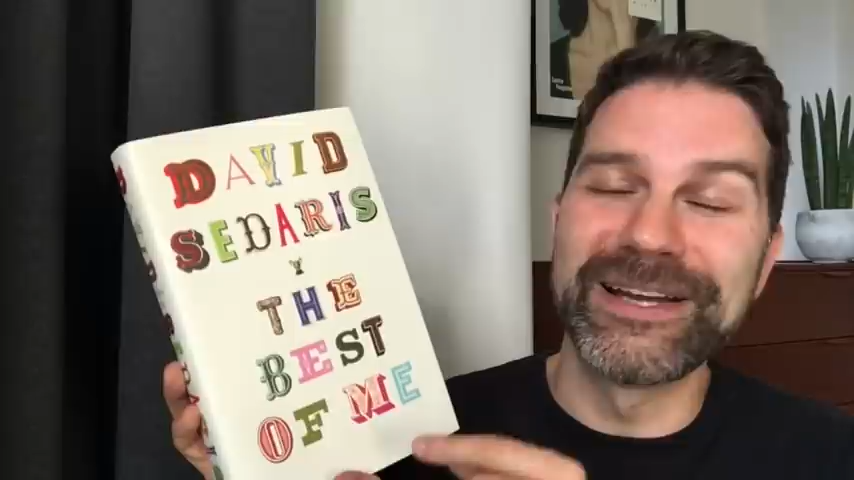 DAVID
SEDARIS
THE
BEST
OF ME